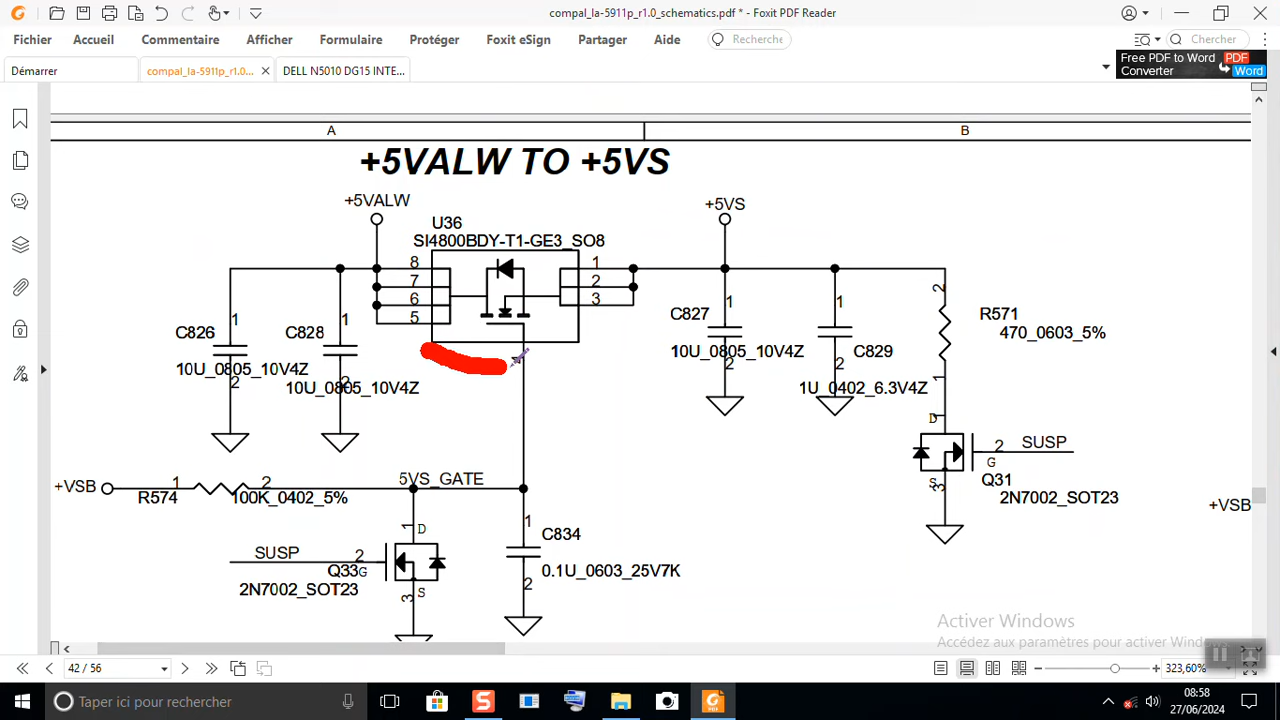 compal_la-5911p_r1.0_schematics.pdf * - Foxit PDF Reader
Fichier Accueil Commentaire Afficher Formulaire Protéger Foxit eSign Partager Aide Recherche Chercher
Démarrer compal_la-5911p_r1.0... DELL N5010 DG15 INTE...
Free PDF to Word Converter PDF Word
A B
+5VALW TO +5VS
+5VALW
U36
SI4800BDY-T1-GE3_SO8
+5VS
8 1
7 2
6 3
5
C826 1
10U_0805_10V4Z
2
C828 1
10U_0805_10V4Z
2
C827 1
10U_0805_10V4Z
2
1
C829
1U_0402_6.3V4Z
2
2
R571
470_0603_5%
1
D 1
2 SUSP
G
S 3
Q31
2N7002_SOT23
+VSB 1 2
R574 100K_0402_5%
5VS_GATE
+VSB
1 D
SUSP 2
Q33 G
2N7002_SOT23
3 S
1
C834
0.1U_0603_25V7K
2
Activer Windows
Accédez aux paramètres pour activer Windows
42 / 56 323,60%
Taper ici pour rechercher
08:58
27/06/2024